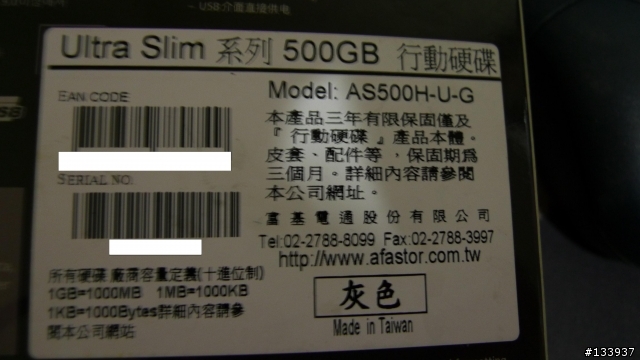 USB介面直接供电
Ultra Slim 系列 500GB 行動硬碟
Model: AS500H-U-G
EAN CODE
本產品三年有限保固僅及
『 行動硬碟 』產品本體。
皮套、配件等 ，保固期爲
三個月。詳細內容請參閱
本公司網址。
SERIAL NO:
富基電通股份有限公司
Tel:02-2788-8099 Fax:02-2788-3997
http://www.afastor.com.tw
所有硬碟 廠商容量定義(十進位制)
1GB=1000MB 1MB=1000KB
1KB=1000Bytes詳細內容請參
閱本公司網站
灰色
Made in Taiwan
#133937